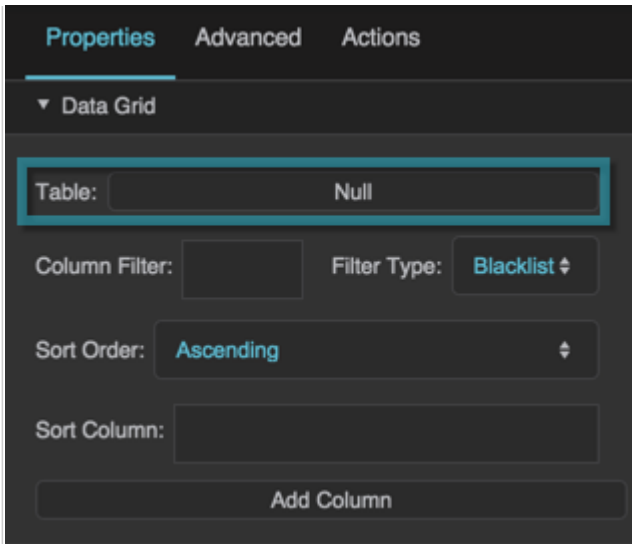 Properties Advanced Actions
Data Grid
Table: Null
Column Filter: Filter Type: Blacklist
Sort Order: Ascending
Sort Column:
Add Column